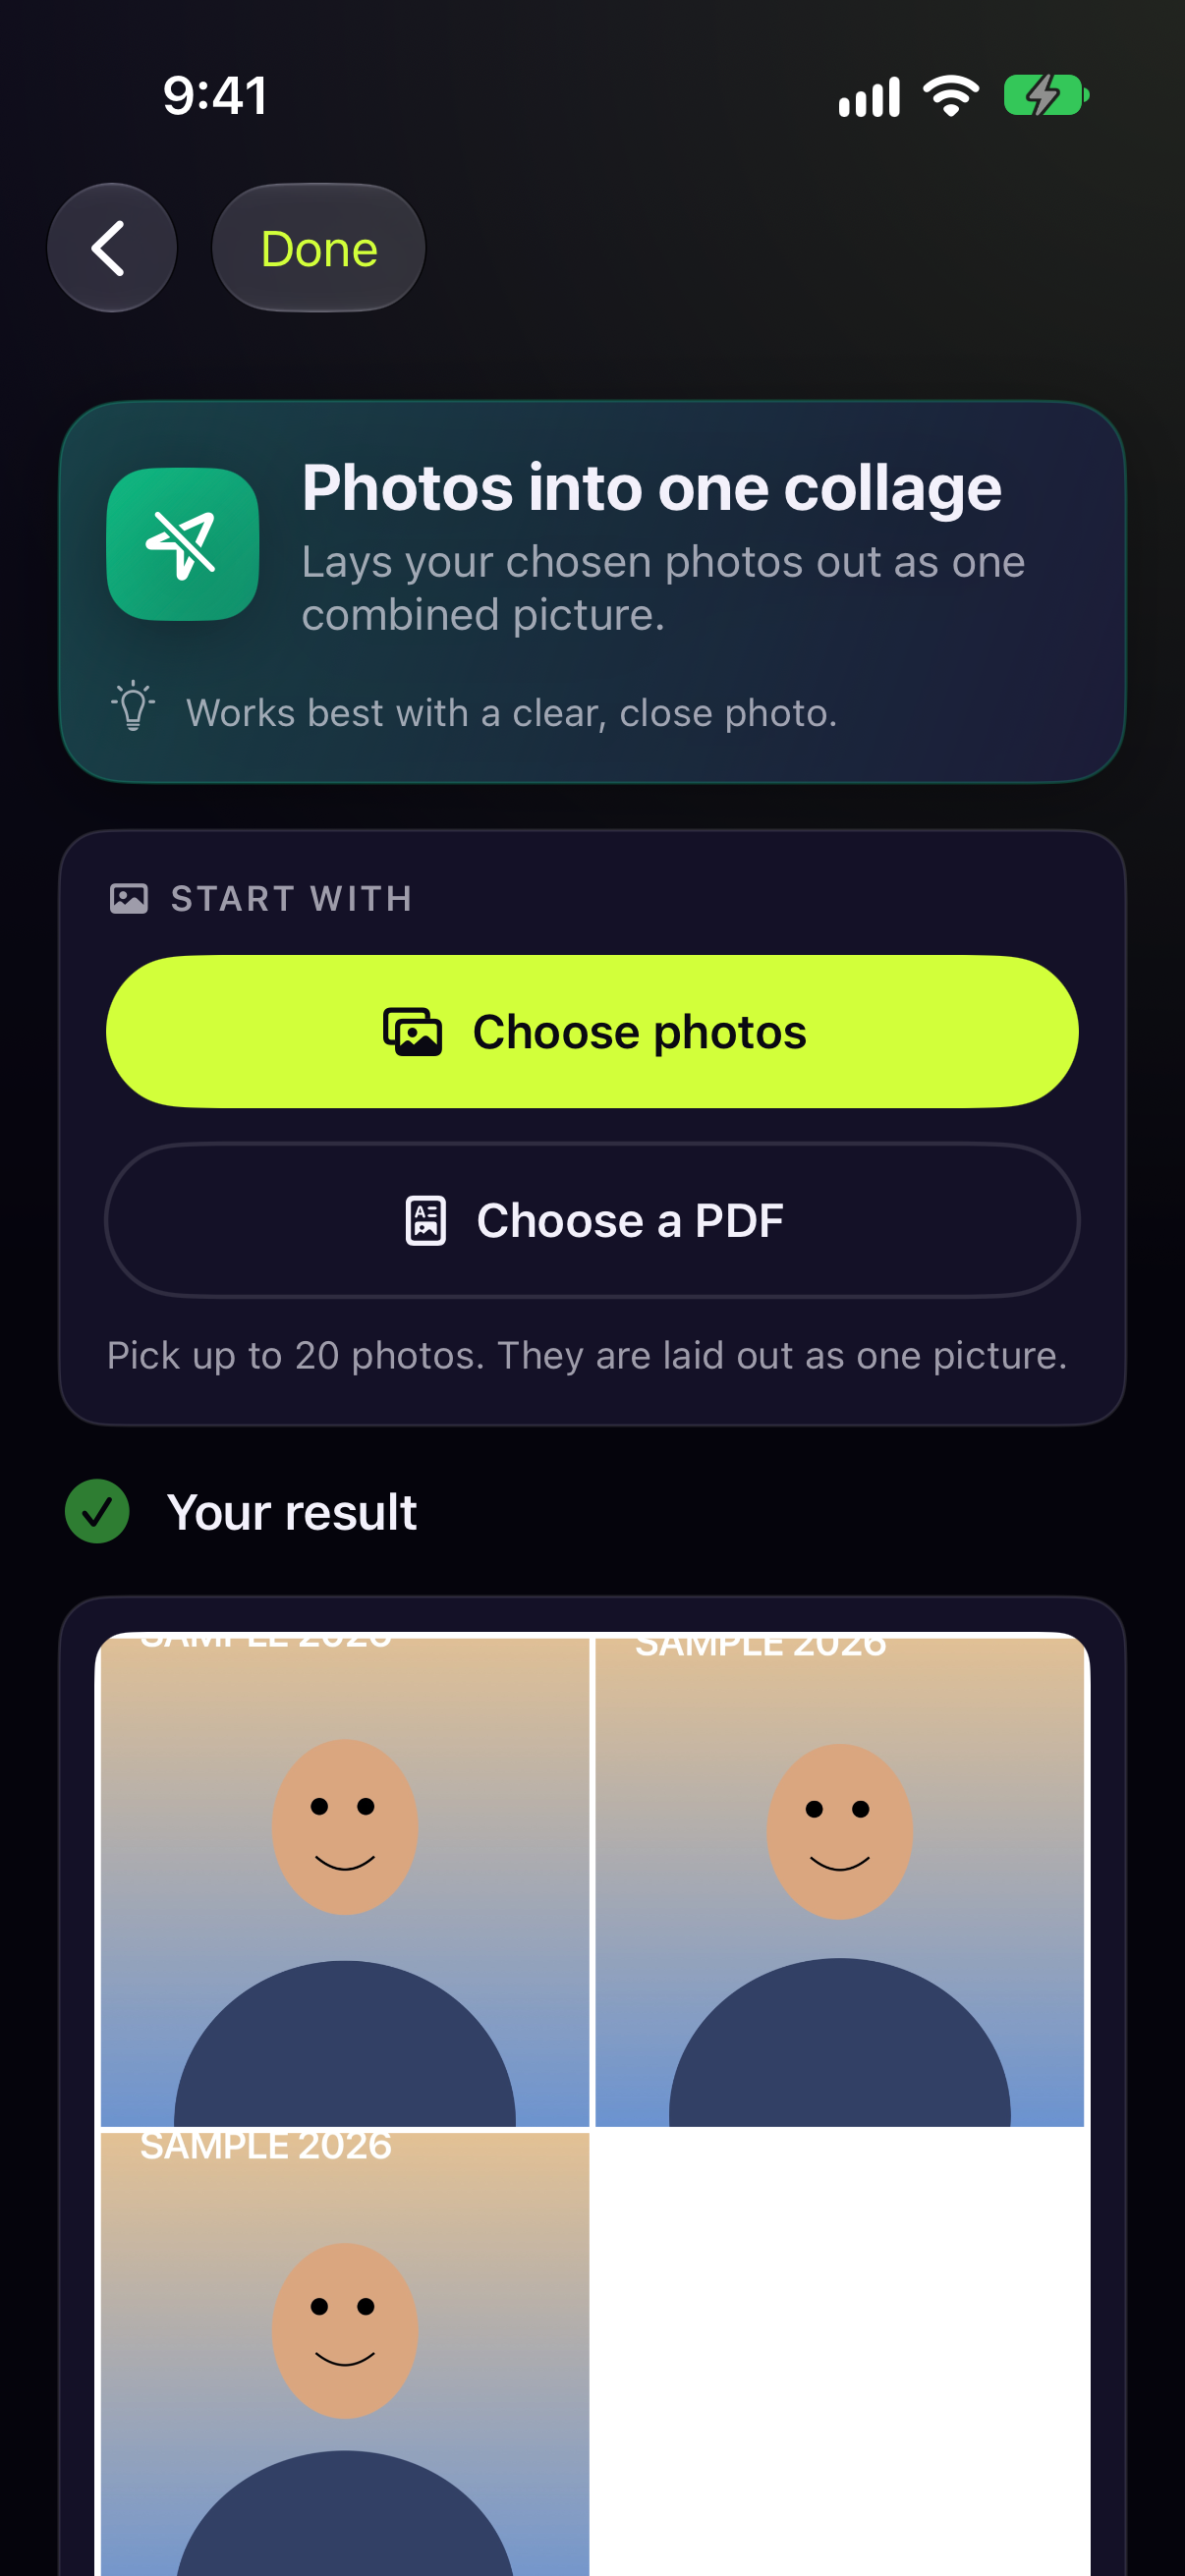 9:41
Done
Photos into one collage
Lays your chosen photos out as one
combined picture.
Works best with a clear, close photo.
START WITH
Choose photos
Choose a PDF
Pick up to 20 photos. They are laid out as one picture.
Your result
SAMPLE 2026
SAMPLE 2026
SAMPLE 2026